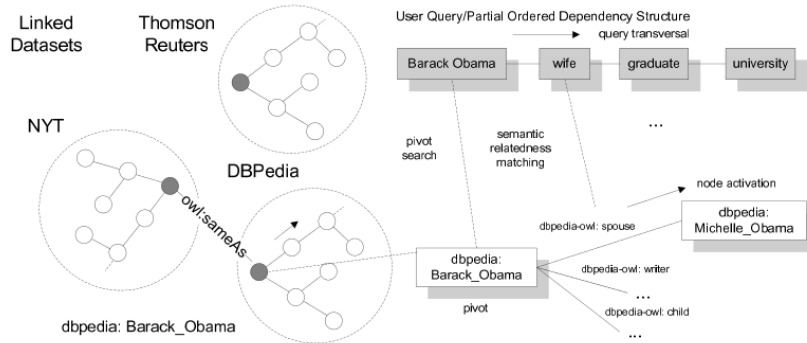 Linked
Datasets
Thomson
Reuters
NYT
DBPedia
owl:sameAs
dbpedia: Barack_Obama
User Query/Partial Ordered Dependency Structure
query transversal
Barack Obama
wife
graduate
university
...
pivot
search
semantic
relatedness
matching
node activation
dbpedia-owl: spouse
dbpedia:
Michelle_Obama
dbpedia:
Barack_Obama
dbpedia-owl: writer
...
pivot
dbpedia-owl: child
...